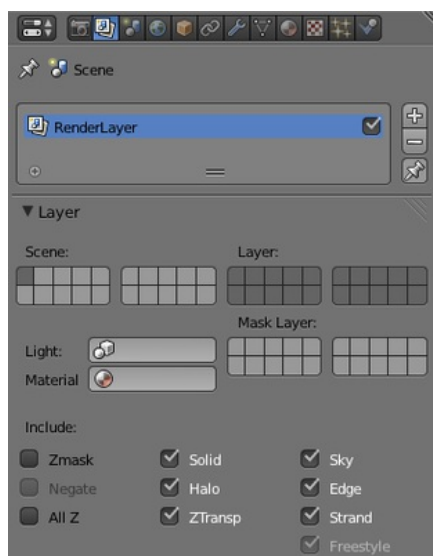 Scene
RenderLayer
Layer
Scene:
Layer:
Mask Layer:
Light:
Material
Include:
Zmask
Solid
Sky
Negate
Halo
Edge
All Z
ZTransp
Strand
Freestyle